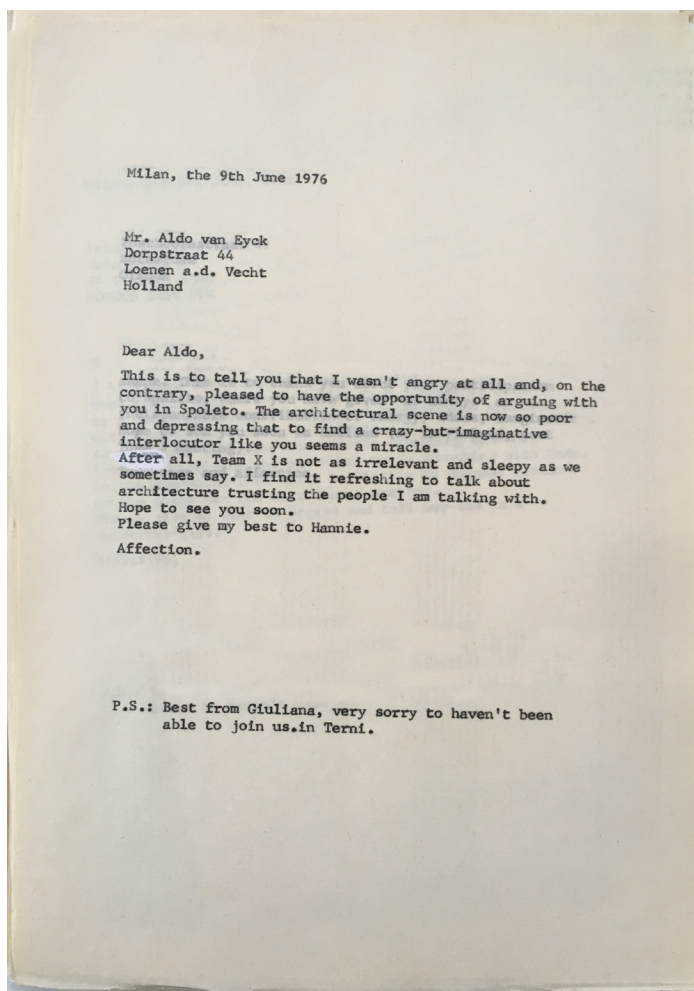 Milan, the 9th June 1976
Mr. Aldo van Eyck
Dorpstraat 44
Loenen a.d. Vecht
Holland
Dear Aldo,
This is to tell you that I wasn't angry at all and, on the
contrary, pleased to have the opportunity of arguing with
you in Spoleto. The architectural scene is now so poor
and depressing that to find a crazy-but-imaginative
interlocutor like you seems a miracle.
After all, Team X is not as irrelevant and sleepy as we
sometimes say. I find it refreshing to talk about
architecture trusting the people I am talking with.
Hope to see you soon.
Please give my best to Hannie.
Affection.
P.S.: Best from Giuliana, very sorry to haven't been
able to join us.in Terni.